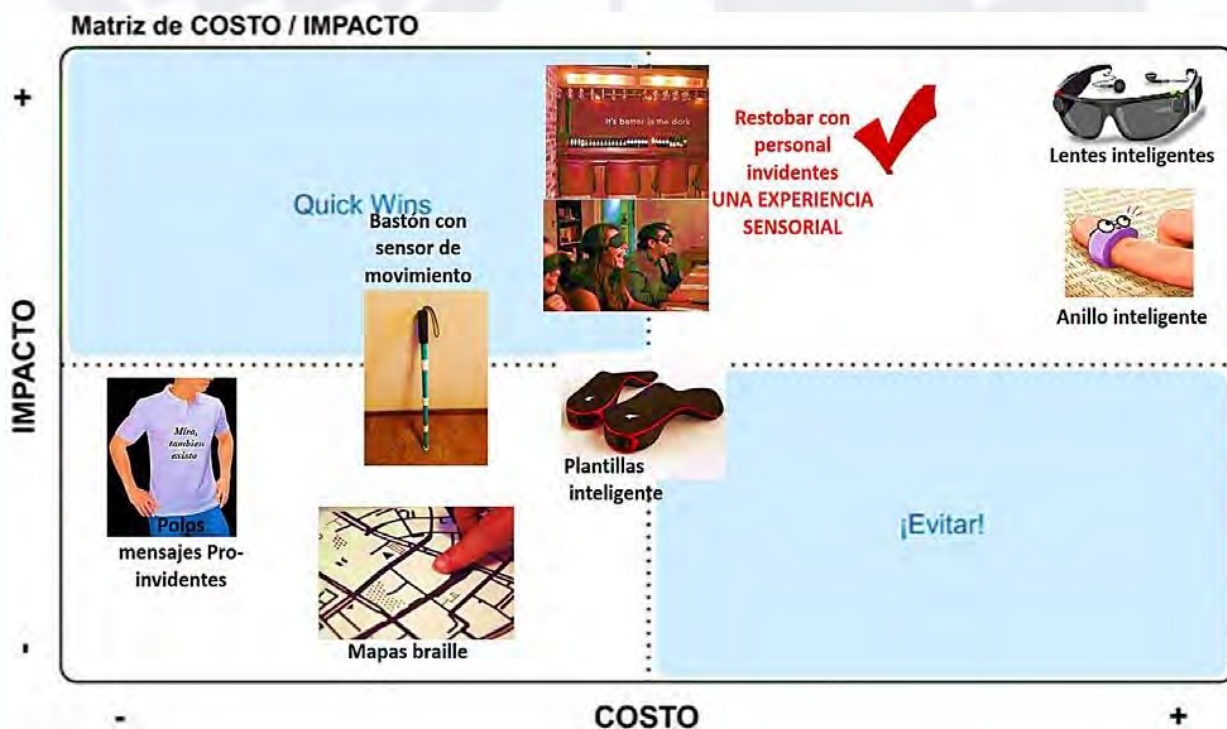 Matriz de COSTO / IMPACTO
+
IMPACTO
-
Quick Wins
Bastón con
sensor de
movimiento
It's better in the dark
Restobar con
personal
invidentes
UNA EXPERIENCIA
SENSORIAL
Lentes inteligentes
Anillo inteligente
Mira,
tambien
existo
Polos
mensajes Pro-
invidentes
Mapas braille
Plantillas
inteligente
¡Evitar!
-
COSTO
+